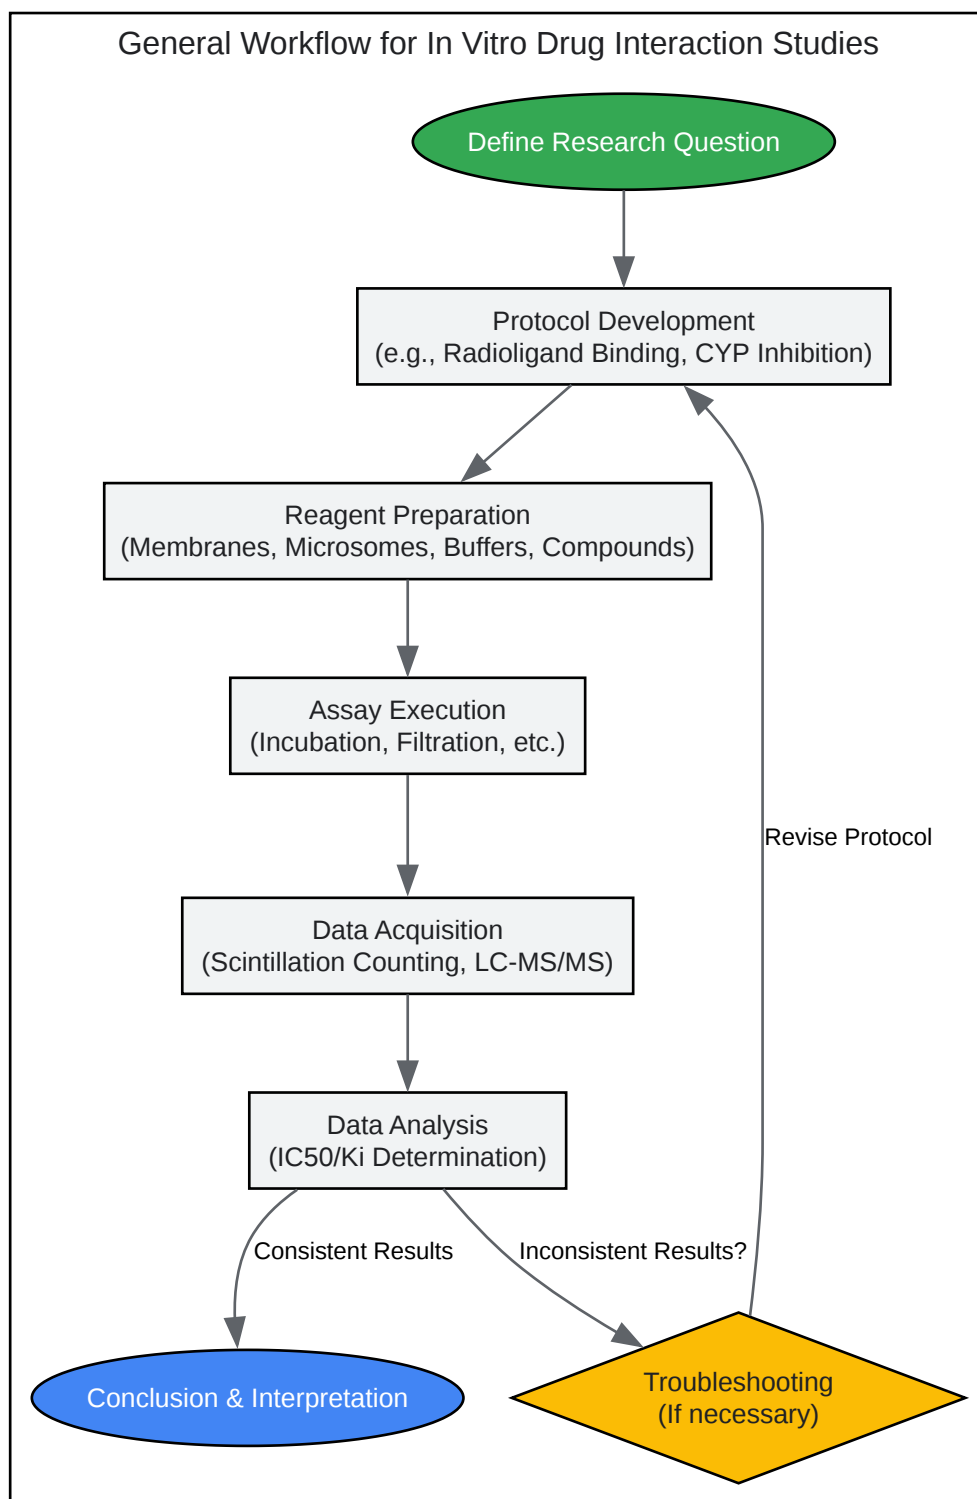 General Workflow for In Vitro Drug Interaction Studies
Define Research Question
Protocol Development
(e.g., Radioligand Binding, CYP Inhibition)
Reagent Preparation
(Membranes, Microsomes, Buffers, Compounds)
Assay Execution
(Incubation, Filtration, etc.)
Revise Protocol
Data Acquisition
(Scintillation Counting, LC-MS/MS)
Data Analysis
(IC50/Ki Determination)
Consistent Results
Inconsistent Results?
Conclusion & Interpretation
Troubleshooting
(If necessary)